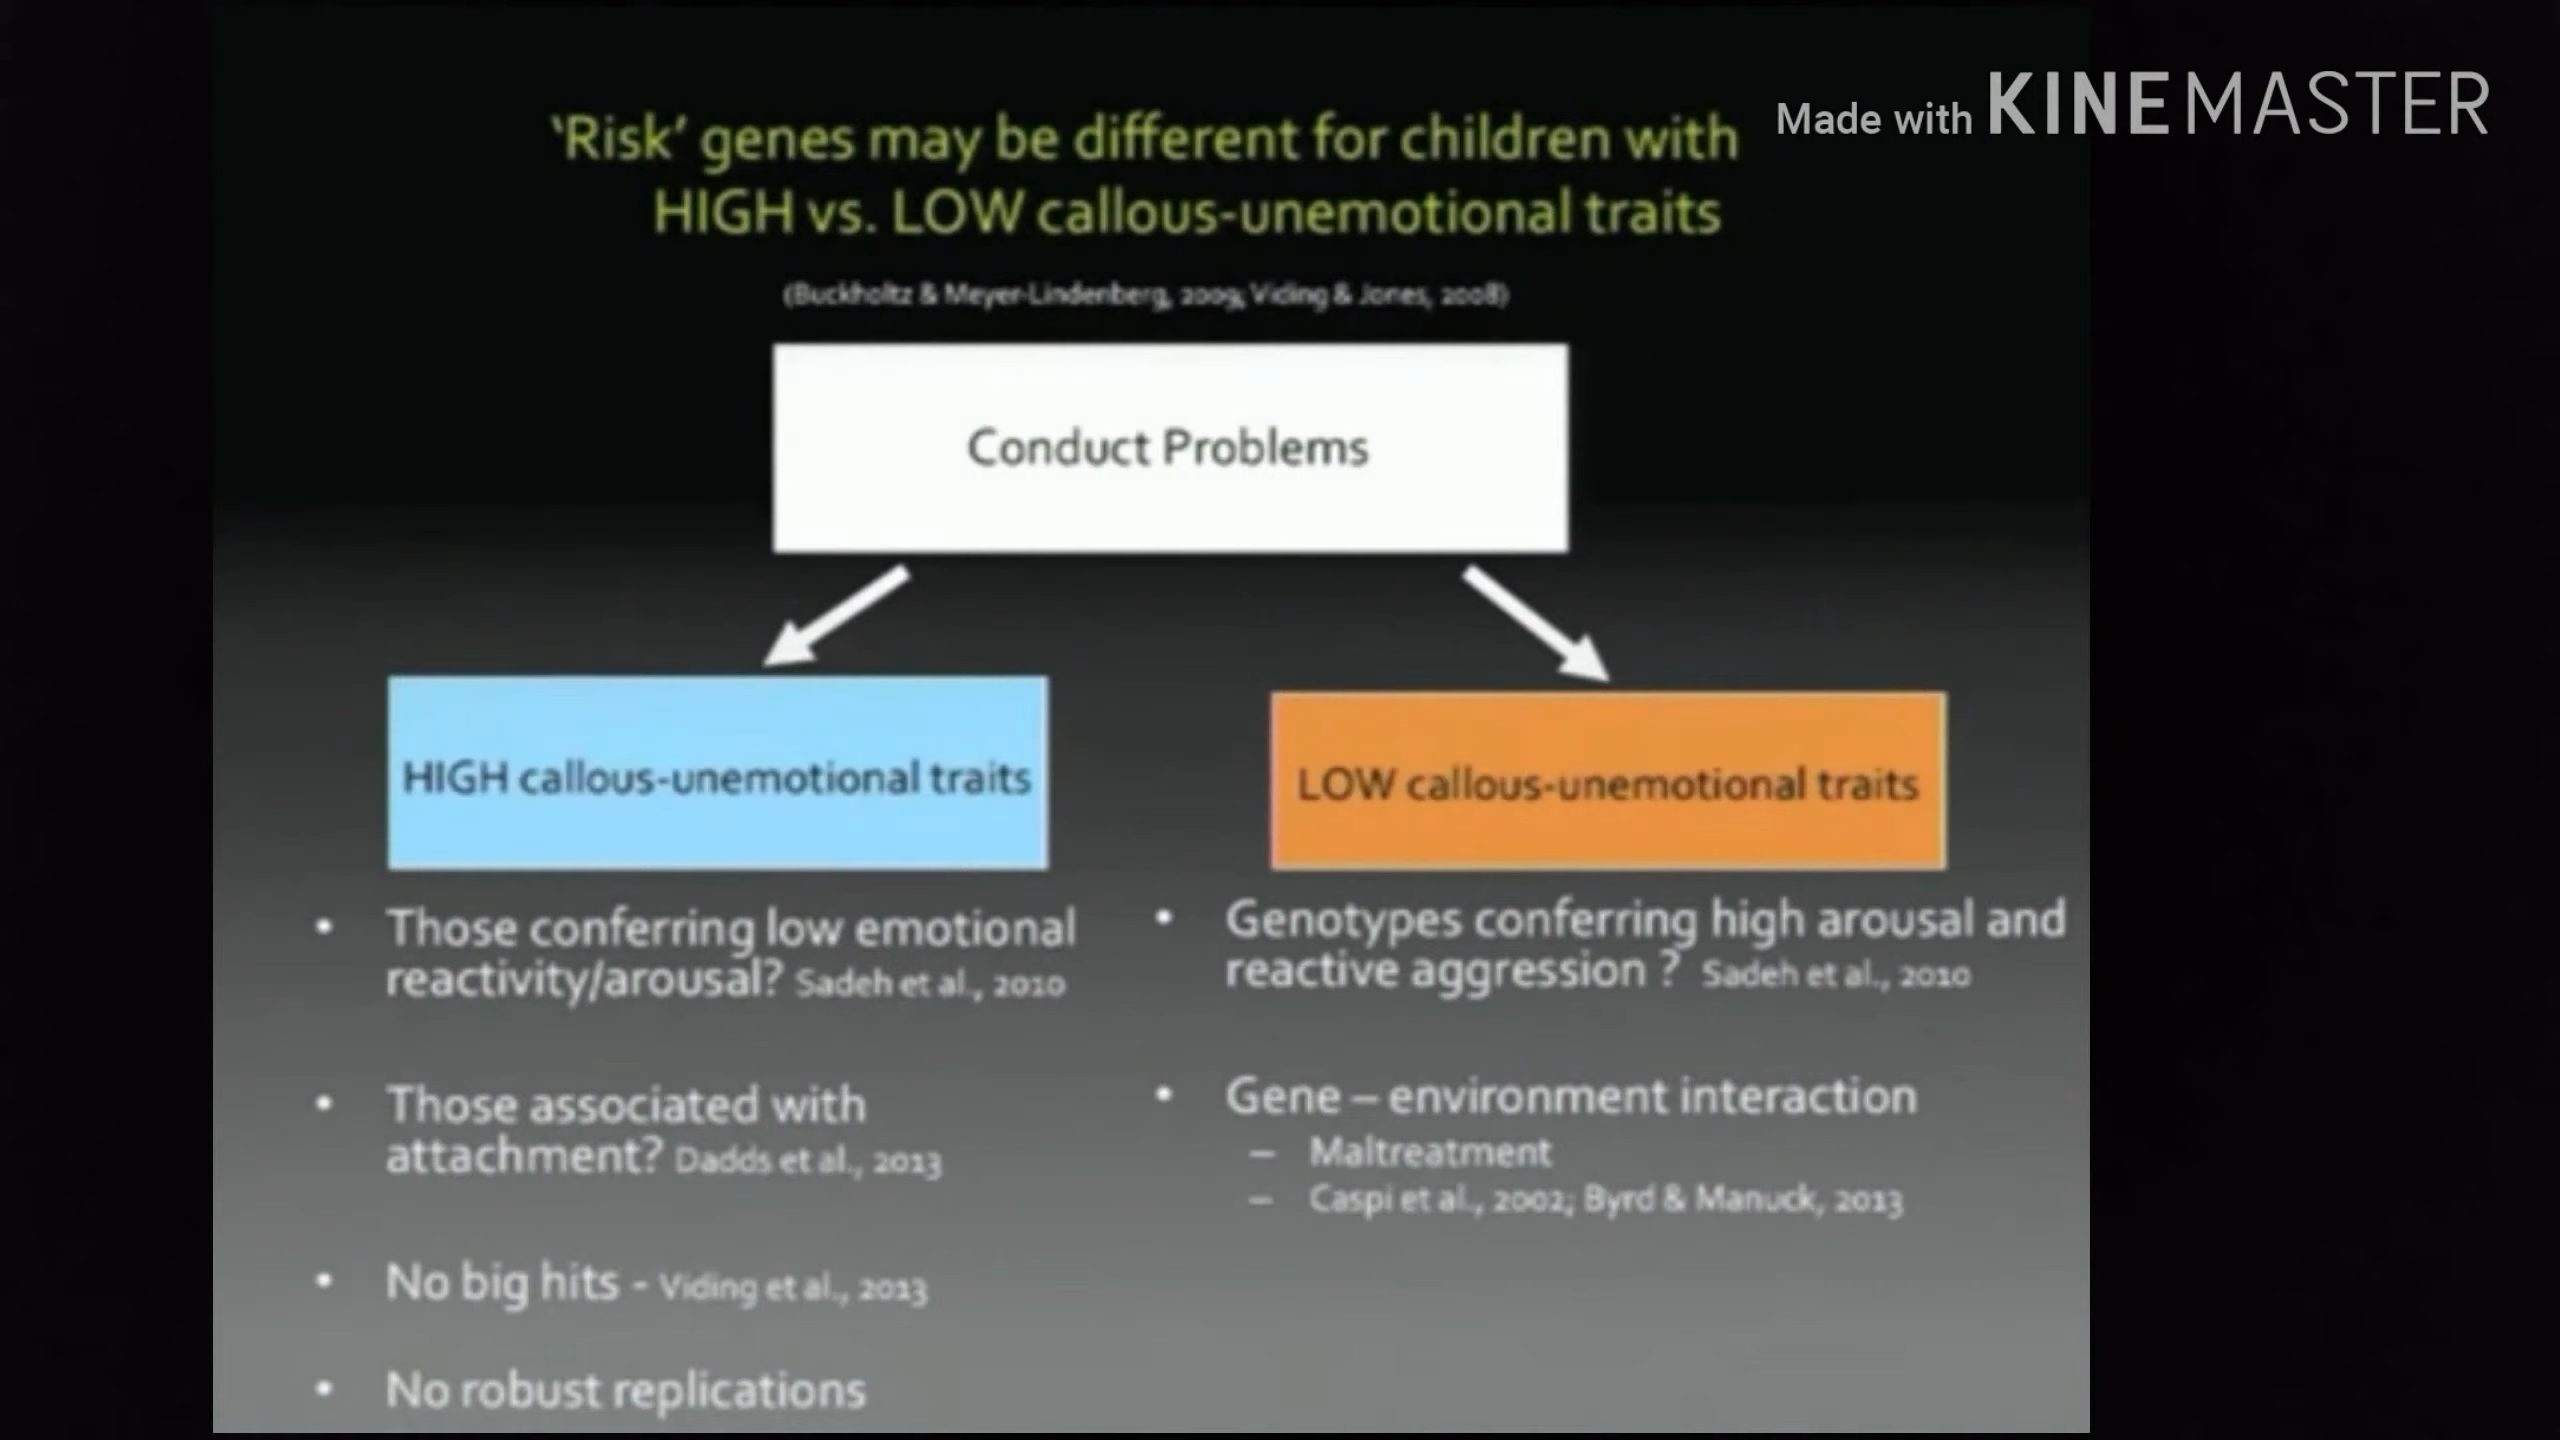 Made with KINEMASTER
‘Risk’ genes may be different for children with
HIGH vs. LOW callous-unemotional traits
(Buckholtz & Meyer-Lindenberg, 2009; Viding & Jones, 2008)
Conduct Problems
HIGH callous-unemotional traits
• Those conferring low emotional
reactivity/arousal? Sadeh et al., 2010
• Those associated with
attachment? Dadds et al., 2013
• No big hits - Viding et al., 2013
• No robust replications
LOW callous-unemotional traits
• Genotypes conferring high arousal and
reactive aggression ? Sadeh et al., 2010
• Gene – environment interaction
– Maltreatment
– Caspi et al., 2002; Byrd & Manuck, 2013